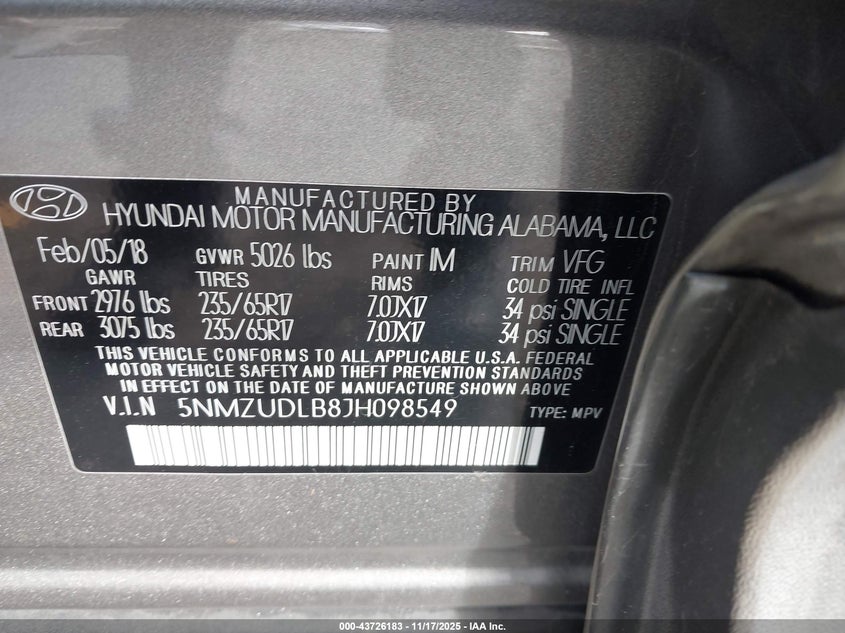 MANUFACTURED BY
HYUNDAI MOTOR MANUFACTURING ALABAMA, LLC
Feb/05/18 GVWR 5026 lbs PAINT IM TRIM VFG
GAWR TIRES RIMS COLD TIRE INFL
FRONT 2976 lbs 235/65R17 7.0JX17 34 psi SINGLE
REAR 3075 lbs 235/65R17 7.0JX17 34 psi SINGLE
THIS VEHICLE CONFORMS TO ALL APPLICABLE U.S.A. FEDERAL
MOTOR VEHICLE SAFETY AND THEFT PREVENTION STANDARDS
IN EFFECT ON THE DATE OF MANUFACTURE SHOWN ABOVE
V.I.N 5NMZUDLB8JH098549 TYPE: MPV
000-43726183 - 11/17/2025 - IAA Inc.